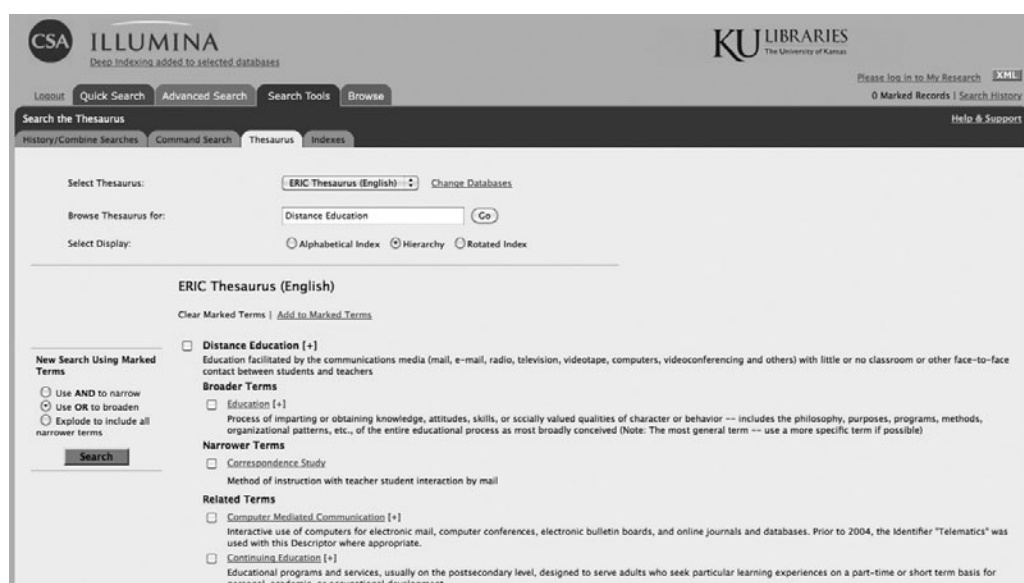 CSA ILLUMINA
Deep Indexing added to selected databases
KU LIBRARIES
The University of Kansas
Please log in to My Research XML
Logout Quick Search Advanced Search Search Tools Browse
0 Marked Records | Search History
Search the Thesaurus
Help & Support
History/Combine Searches Command Search Thesaurus Indexes
Select Thesaurus: ERIC Thesaurus (English) Change Databases
Browse Thesaurus for: Distance Education Go
Select Display: Alphabetical Index Hierarchy Rotated Index
ERIC Thesaurus (English)
Clear Marked Terms | Add to Marked Terms
New Search Using Marked
Terms
Use AND to narrow
Use OR to broaden
Explode to include all
narrower terms
Search
Distance Education [+]
Education facilitated by the communications media (mail, e-mail, radio, television, videotape, computers, videoconferencing and others) with little or no classroom or other face-to-face
contact between students and teachers
Broader Terms
Education [+]
Process of imparting or obtaining knowledge, attitudes, skills, or socially valued qualities of character or behavior -- includes the philosophy, purposes, programs, methods,
organizational patterns, etc., of the entire educational process as most broadly conceived (Note: The most general term -- use a more specific term if possible)
Narrower Terms
Correspondence Study
Method of instruction with teacher student interaction by mail
Related Terms
Computer Mediated Communication [+]
Interactive use of computers for electronic mail, computer conferences, electronic bulletin boards, and online journals and databases. Prior to 2004, the Identifier "Telematics" was
used with this Descriptor where appropriate.
Continuing Education [+]
Educational programs and services, usually on the postsecondary level, designed to serve adults who seek particular learning experiences on a part-time or short term basis for
personal, academic, or occupational development